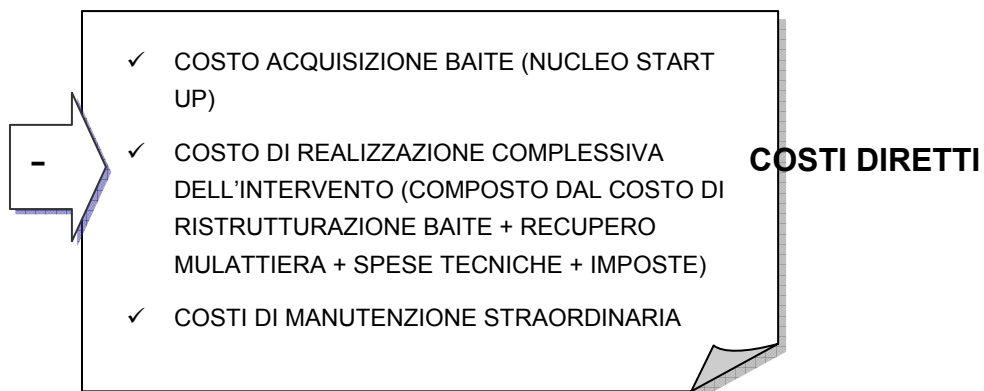 ✓ COSTO ACQUISIZIONE BAITE (NUCLEO START
UP)
- ✓ COSTO DI REALIZZAZIONE COMPLESSIVA
COSTI DIRETTI
DELL'INTERVENTO (COMPOSTO DAL COSTO DI
RISTRUTTURAZIONE BAITE + RECUPERO
MULATTIERA + SPESE TECNICHE + IMPOSTE)
✓ COSTI DI MANUTENZIONE STRAORDINARIA